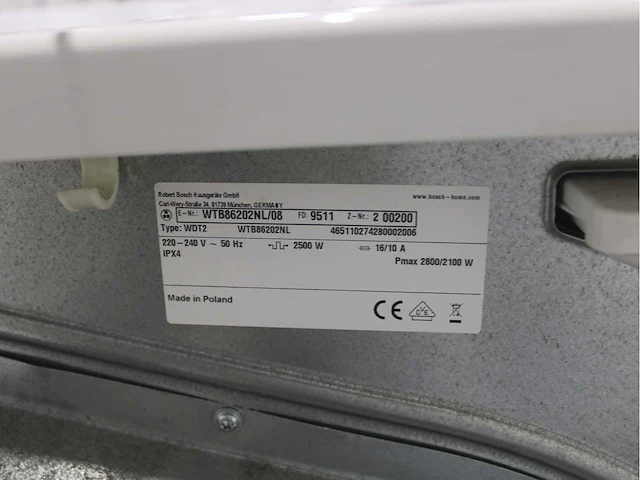 Robert Bosch Hausgeräte GmbH
Carl-Wery-Straße 34, 81739 München, GERMANY
www.bosch-home.com
E-Nr.: WTB86202NL/08 FD: 9511 Z-Nr.: 2 00200
Type: WDT2 WTB86202NL 465110274280002006
220-240 V ~ 50 Hz 2500 W 16/10 A
IPX4 Pmax 2800/2100 W
Made in Poland
CE VDE